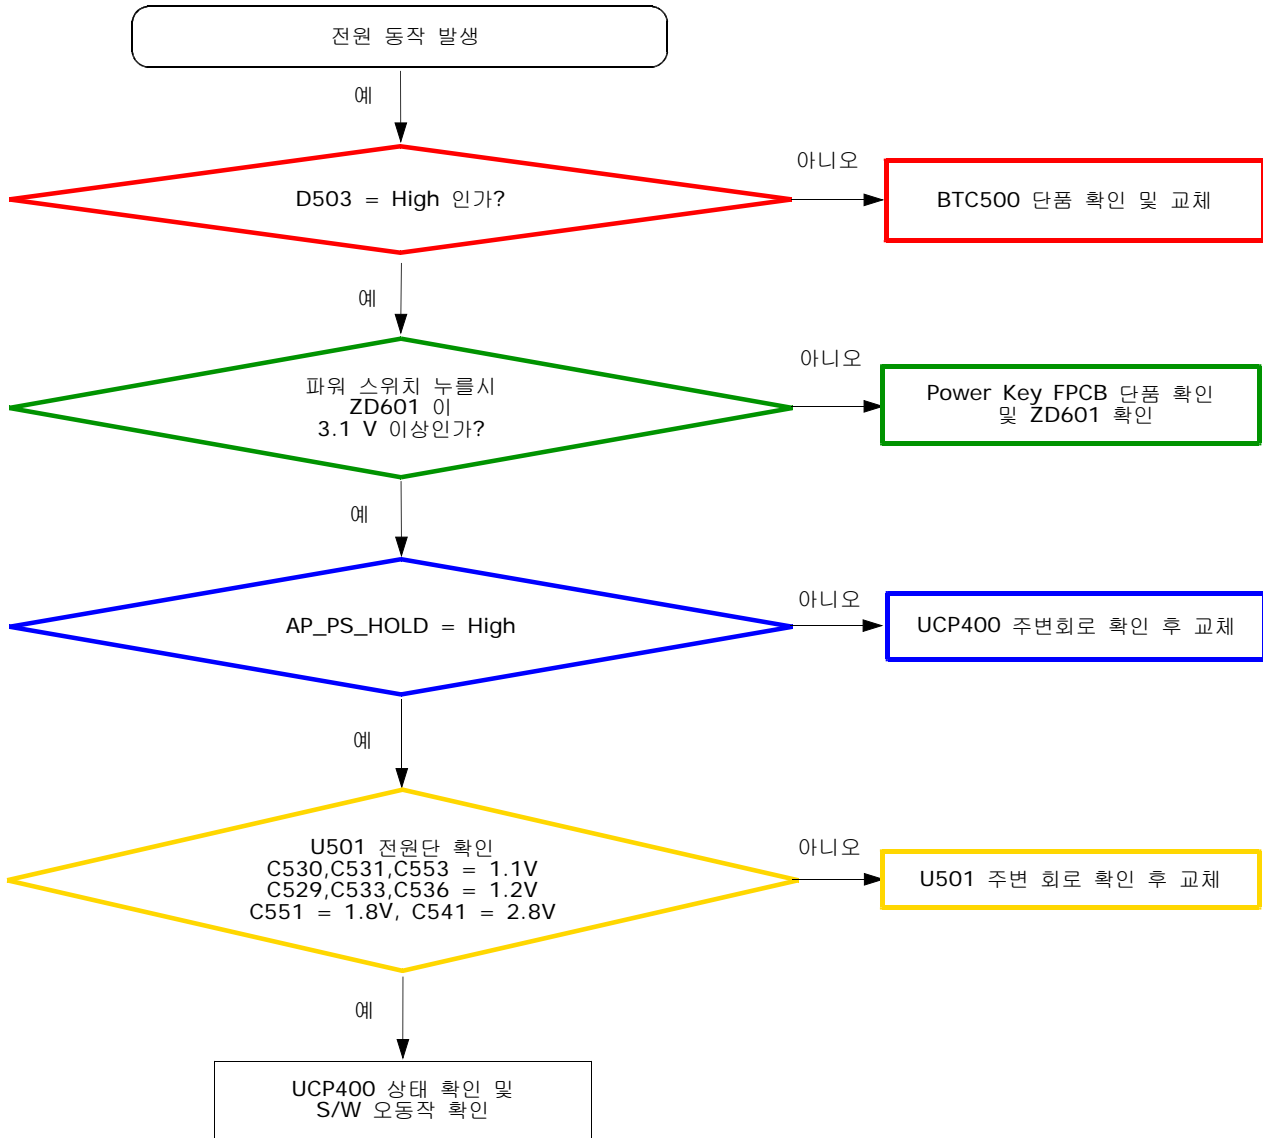 전원 동작 발생
예
D503 = High 인가?
아니오
BTC500 단품 확인 및 교체
예
파워 스위치 누를시
ZD601 이
3.1 V 이상인가?
아니오
Power Key FPCB 단품 확인
및 ZD601 확인
예
AP_PS_HOLD = High
아니오
UCP400 주변회로 확인 후 교체
예
U501 전원단 확인
C530,C531,C553 = 1.1V
C529,C533,C536 = 1.2V
C551 = 1.8V, C541 = 2.8V
아니오
U501 주변 회로 확인 후 교체
예
UCP400 상태 확인 및
S/W 오동작 확인